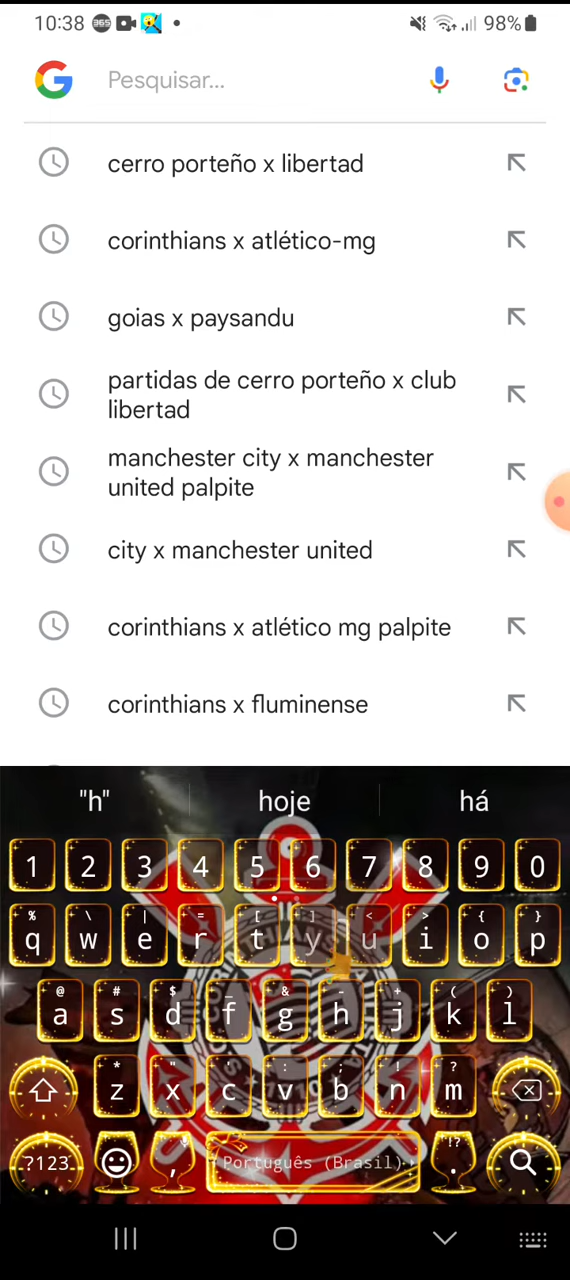 10:38 365 98%
Pesquisar...
cerro porteño x libertad
corinthians x atlético-mg
goias x paysandu
partidas de cerro porteño x club
libertad
manchester city x manchester
united palpite
city x manchester united
corinthians x atlético mg palpite
corinthians x fluminense
"h" hoje há
1 2 3 4 5 6 7 8 9 0
% \ | = [ ] < > { }
q w e r t y u i o p
@ # $ _ & - + ( )
a s d f g h j k l
* " ' : ; ! ?
z x c v b n m
!?
?123 , Português (Brasil) .